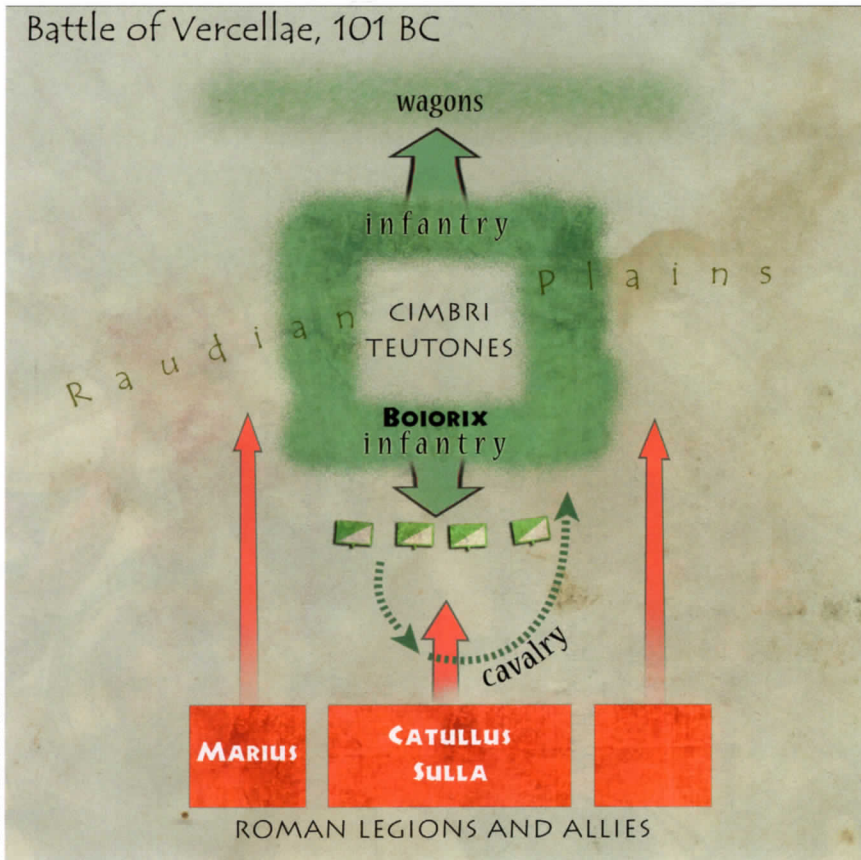 Battle of Vercellae, 101 BC
wagons
infantry
Raudian Plains
CIMBRI
TEUTONES
BOIORIX
infantry
cavalry
MARIUS
CATULLUS
SULLA
ROMAN LEGIONS AND ALLIES